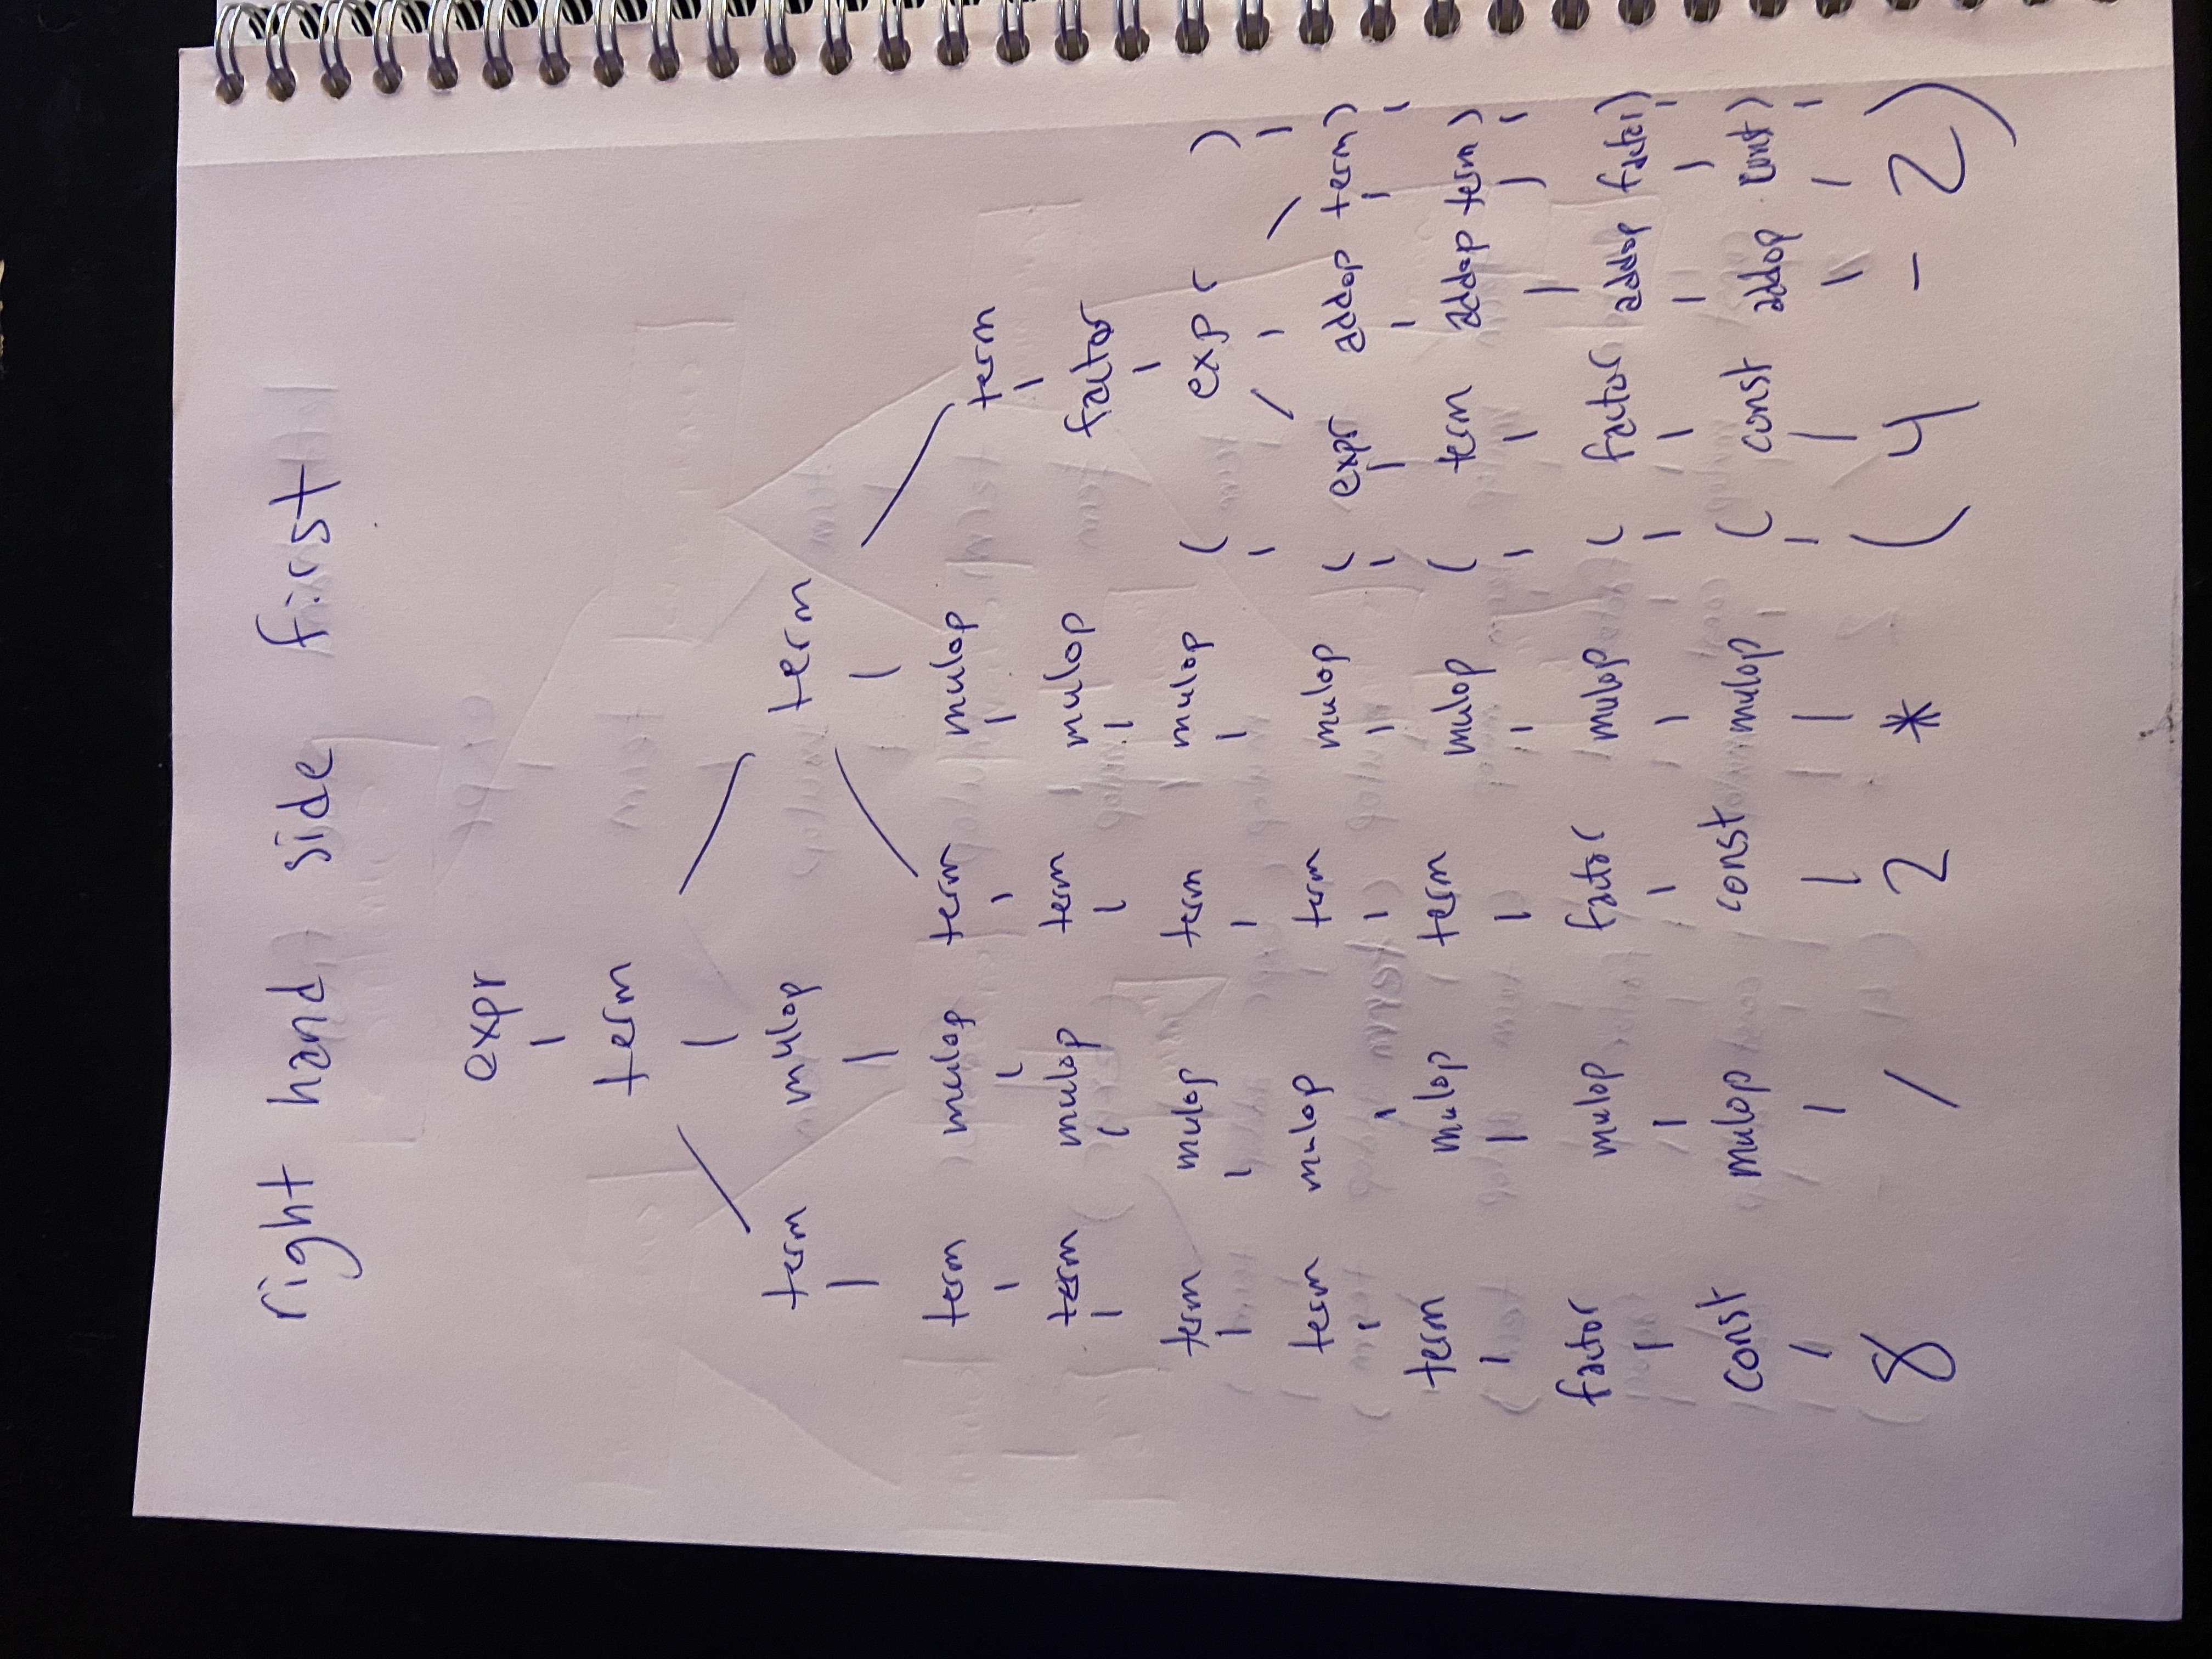 right hand side first
expr
term
term mulop term
term mulop term mulop term
term mulop term mulop factor
term mulop term mulop ( expr )
term mulop term mulop ( expr addop term )
term mulop term mulop ( term addop term )
factor mulop factor mulop ( factor addop factor )
const mulop const mulop ( const addop const )
8 / 2 * ( 4 - 2 )